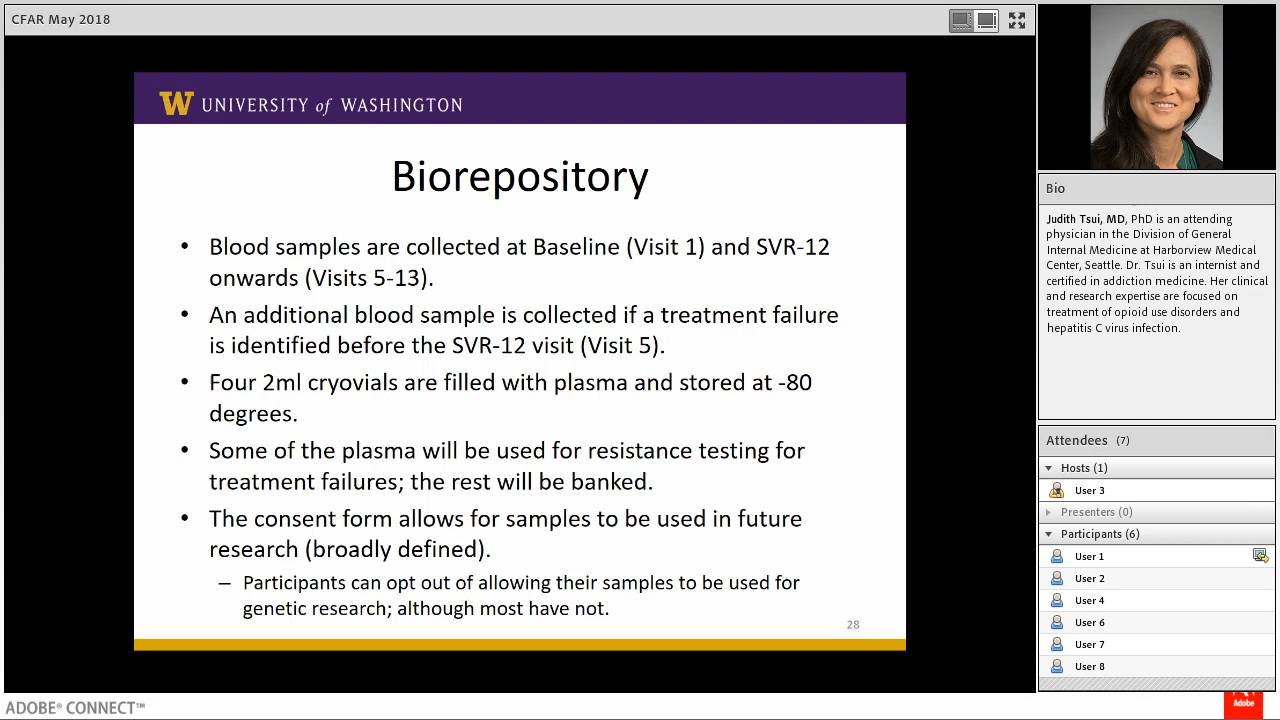 CFAR May 2018
W UNIVERSITY of WASHINGTON
Biorepository
• Blood samples are collected at Baseline (Visit 1) and SVR-12
onwards (Visits 5-13).
• An additional blood sample is collected if a treatment failure
is identified before the SVR-12 visit (Visit 5).
• Four 2ml cryovials are filled with plasma and stored at -80
degrees.
• Some of the plasma will be used for resistance testing for
treatment failures; the rest will be banked.
• The consent form allows for samples to be used in future
research (broadly defined).
– Participants can opt out of allowing their samples to be used for
genetic research; although most have not.
28
Bio
Judith Tsui, MD, PhD is an attending
physician in the Division of General
Internal Medicine at Harborview Medical
Center, Seattle. Dr. Tsui is an internist and
certified in addiction medicine. Her clinical
and research expertise are focused on
treatment of opioid use disorders and
hepatitis C virus infection.
Attendees (7)
Hosts (1)
User 3
Presenters (0)
Participants (6)
User 1
User 2
User 4
User 6
User 7
User 8
ADOBE® CONNECT™
Adobe